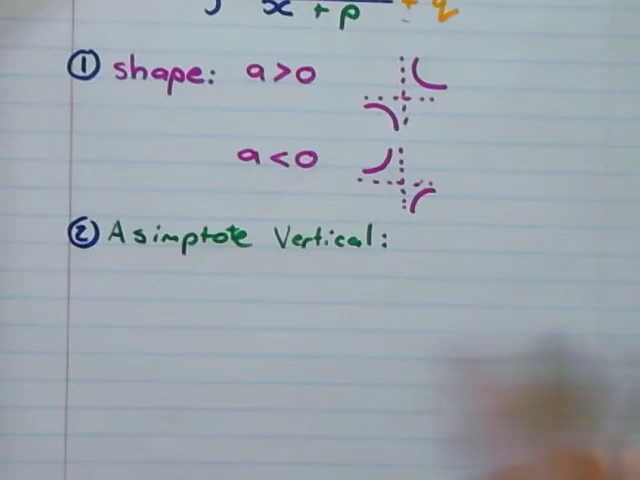 x + p + q
① shape: a > 0
a < 0
② Asimptote Vertical: